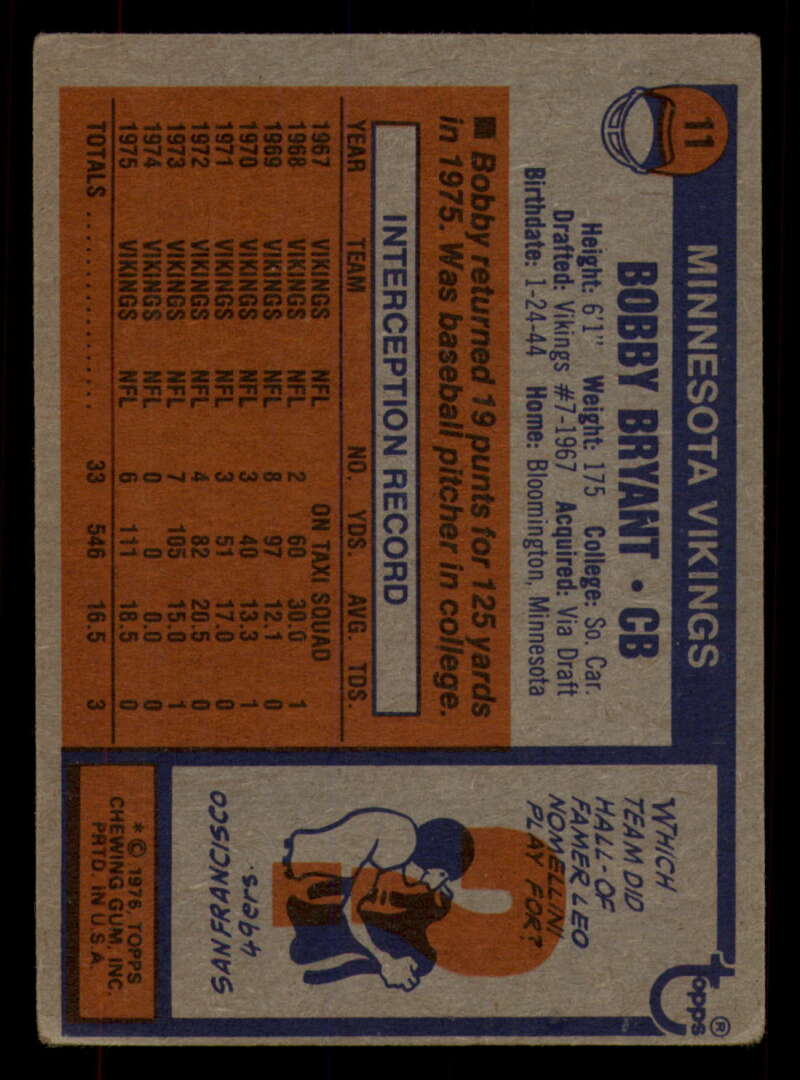 11
MINNESOTA VIKINGS
BOBBY BRYANT • CB
Height: 6'1" Weight: 175 College: So. Car.
Drafted: Vikings #7-1967 Acquired: Via Draft
Birthdate: 1-24-44 Home: Bloomington, Minnesota
■ Bobby returned 19 punts for 125 yards
in 1975. Was baseball pitcher in college.
INTERCEPTION RECORD
YEAR TEAM NO. YDS. AVG. TDS.
1967 VIKINGS NFL ON TAXI SQUAD
1968 VIKINGS NFL 2 60 30.0 1
1969 VIKINGS NFL 8 97 12.1 0
1970 VIKINGS NFL 3 40 13.3 1
1971 VIKINGS NFL 3 51 17.0 0
1972 VIKINGS NFL 4 82 20.5 0
1973 VIKINGS NFL 7 105 15.0 1
1974 VIKINGS NFL 0 0 0.0 0
1975 VIKINGS NFL 6 111 18.5 0
TOTALS .................... 33 546 16.5 3
topps®
WHICH
TEAM DID
HALL-OF
FAMER LEO
NOMELLINI
PLAY FOR?
?
SAN FRANCISCO
49ers.
* © 1976, TOPPS
CHEWING GUM, INC.
PRTD. IN U.S.A.